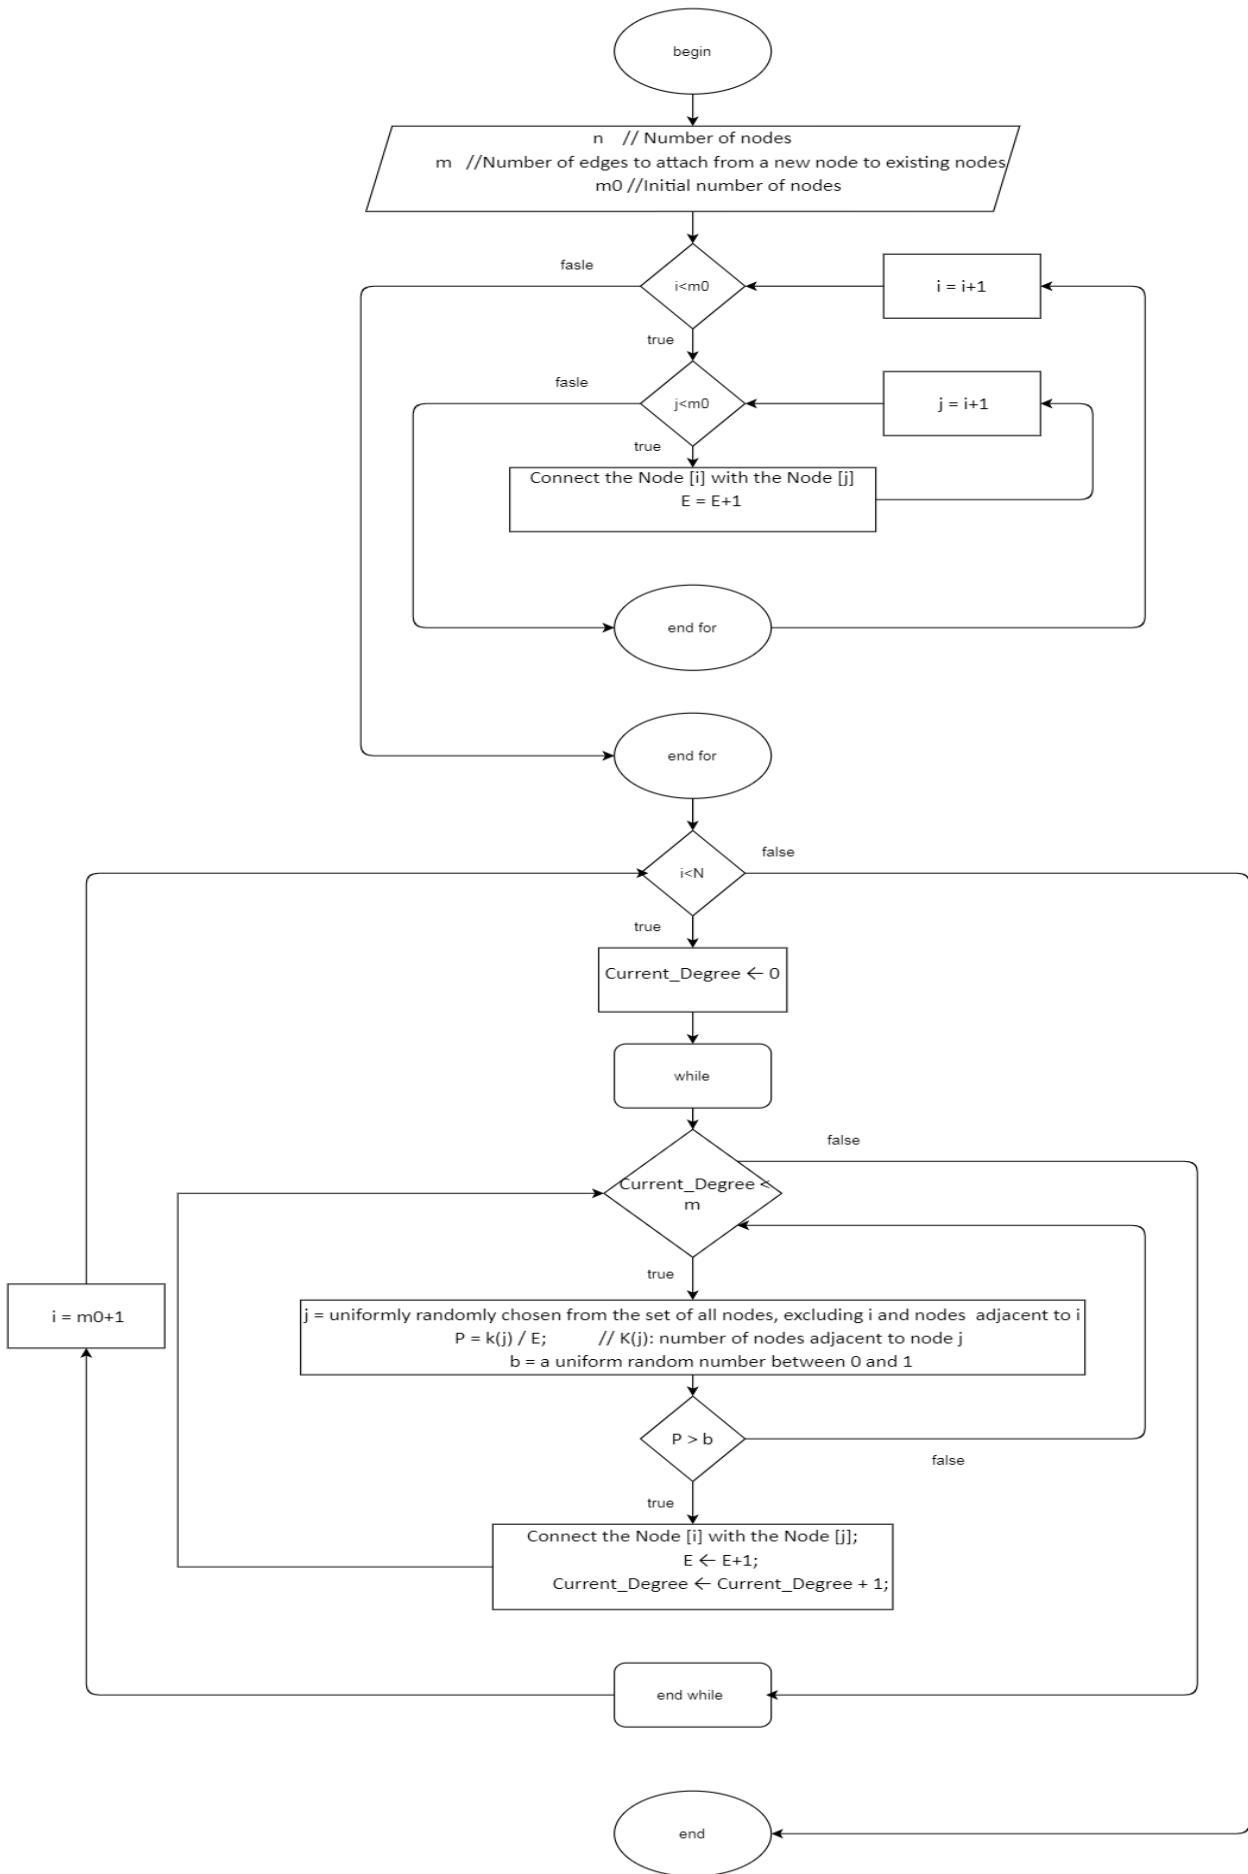 begin
n // Number of nodes
m //Number of edges to attach from a new node to existing nodes
m0 //Initial number of nodes
fasle
i<m0
i = i+1
true
fasle
j<m0
j = i+1
true
Connect the Node [i] with the Node [j]
E = E+1
end for
end for
false
i<N
true
Current_Degree ← 0
while
false
Current_Degree <
m
true
i = m0+1
j = uniformly randomly chosen from the set of all nodes, excluding i and nodes adjacent to i
P = k(j) / E; // K(j): number of nodes adjacent to node j
b = a uniform random number between 0 and 1
P > b
false
true
Connect the Node [i] with the Node [j];
E ← E+1;
Current_Degree ← Current_Degree + 1;
end while
end